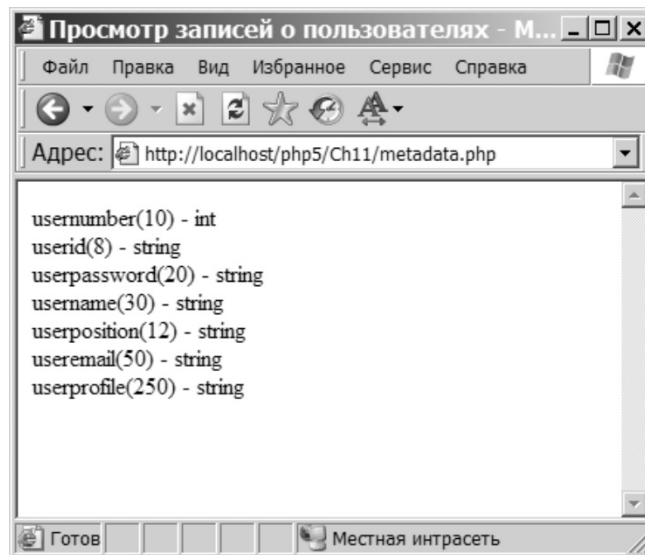 Просмотр записей о пользователях - М...
Файл Правка Вид Избранное Сервис Справка
Адрес: http://localhost/php5/Ch11/metadata.php
usernumber(10) - int
userid(8) - string
userpassword(20) - string
username(30) - string
userposition(12) - string
useremail(50) - string
userprofile(250) - string
Готов Местная интрасеть